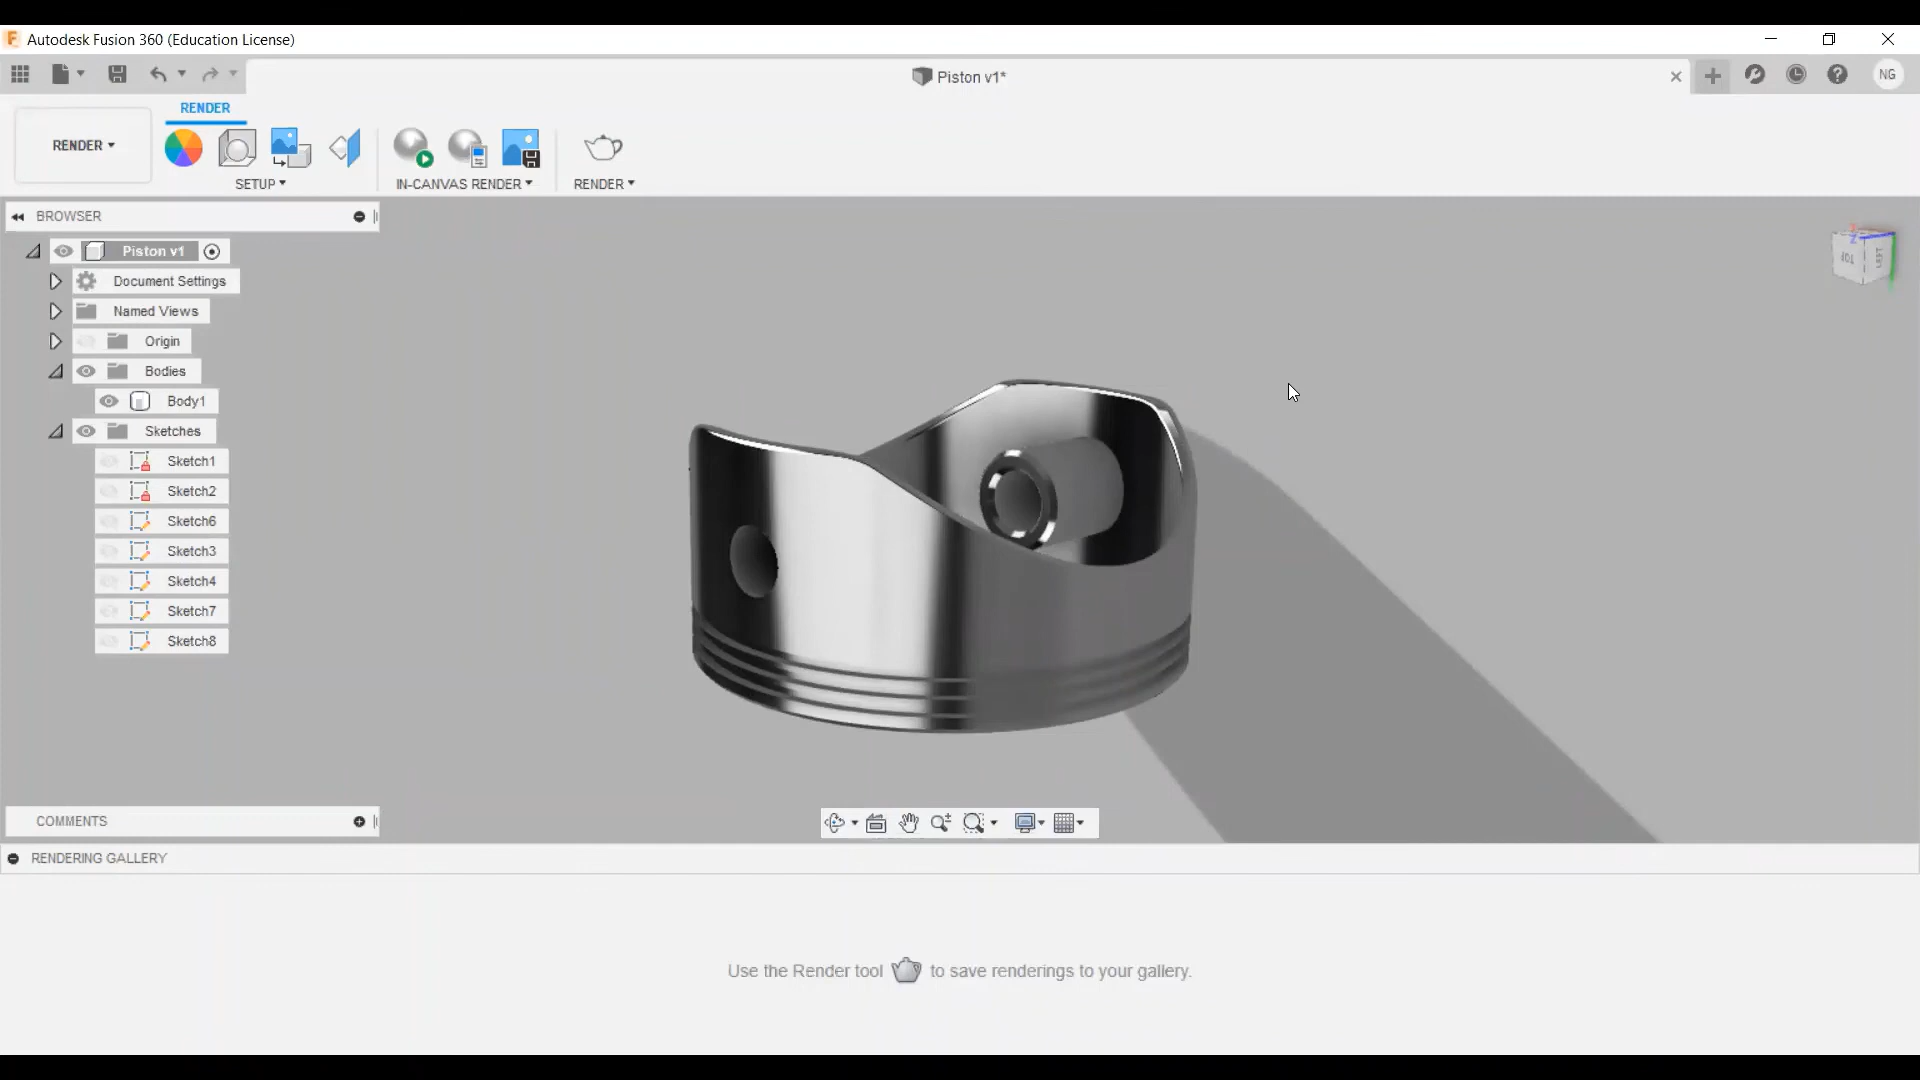 Autodesk Fusion 360 (Education License)
Piston v1*
NG
RENDER
RENDER
SETUP
IN-CANVAS RENDER
RENDER
BROWSER
Piston v1
Document Settings
Named Views
Origin
Bodies
Body1
Sketches
Sketch1
Sketch2
Sketch6
Sketch3
Sketch4
Sketch7
Sketch8
Z
TOP
LEFT
COMMENTS
RENDERING GALLERY
Use the Render tool to save renderings to your gallery.